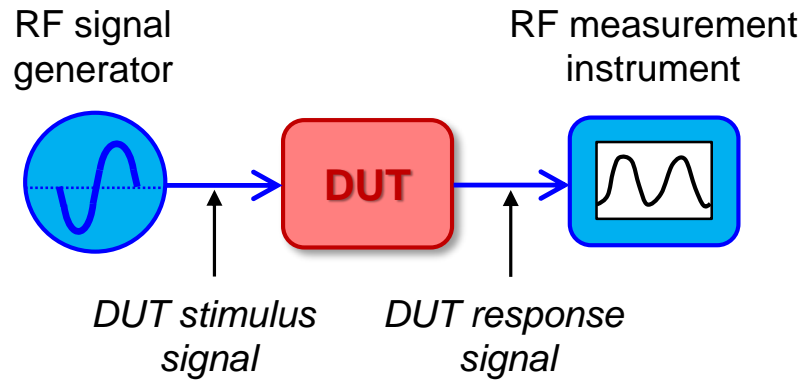 RF signal
generator
RF measurement
instrument
DUT
DUT stimulus
signal
DUT response
signal